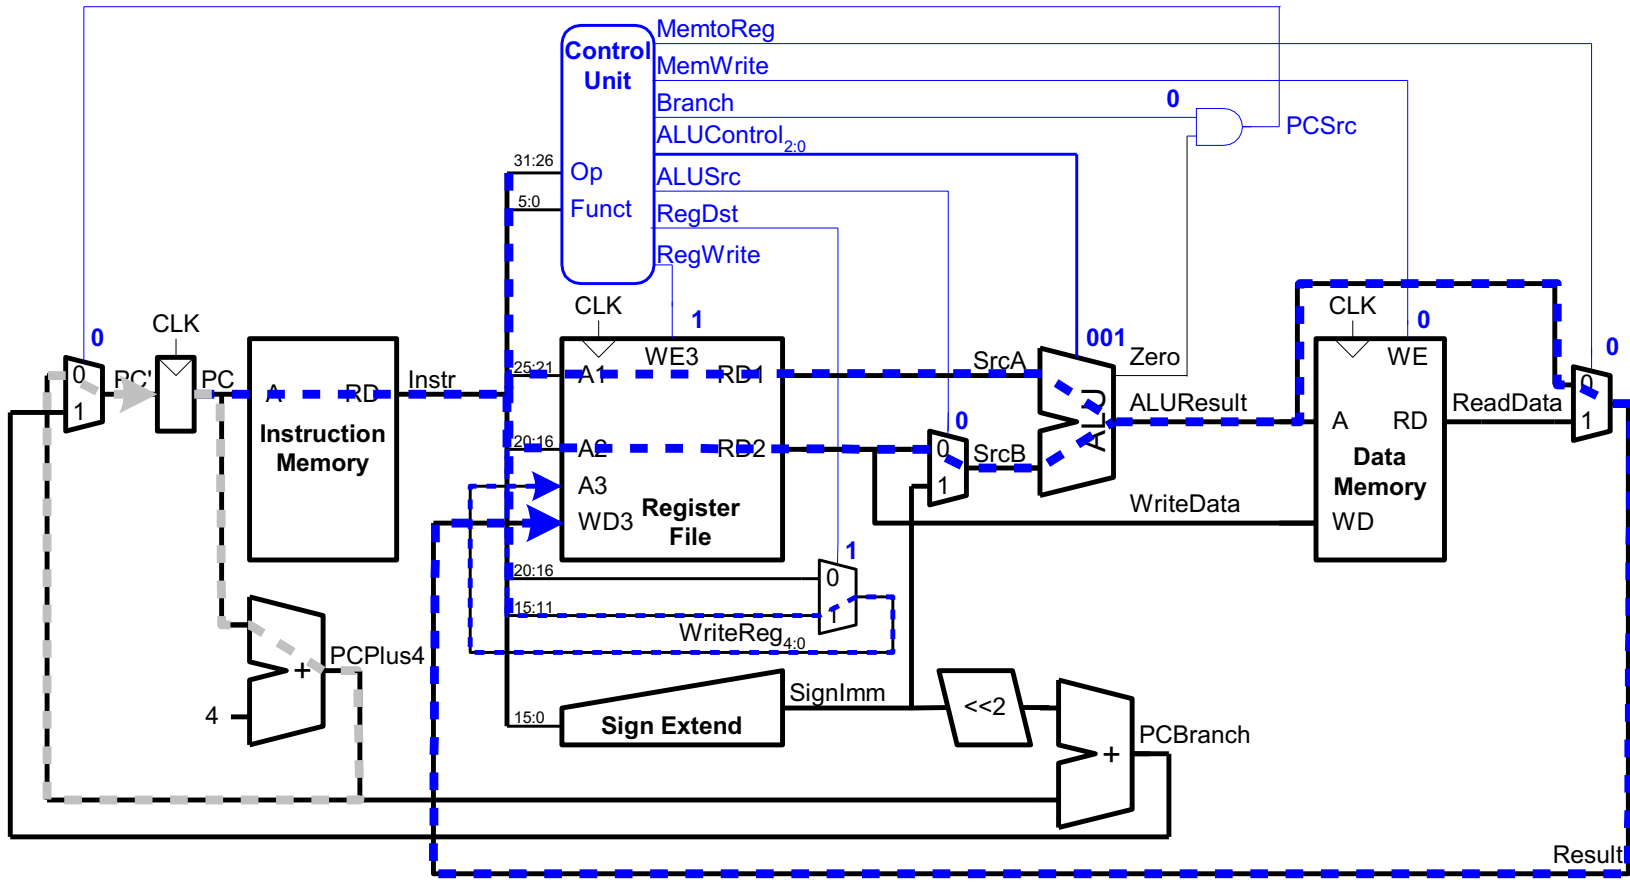 MemtoReg
Control
Unit
MemWrite
Branch
0
PCSrc
ALUControl2:0
31:26
Op
ALUSrc
5:0
Funct
RegDst
RegWrite
CLK
CLK
CLK
0
1
001
0
0
0
PC'
PC
A
RD
Instr
25:21
A1
WE3
RD1
SrcA
Zero
WE
0
1
1
Instruction
Memory
20:16
A2
RD2
0
0
SrcB
1
ALU
ALUResult
A
RD
ReadData
A3
Register
File
WD3
WriteData
Data
Memory
WD
20:16
0
1
1
15:11
WriteReg4:0
PCPlus4
+
4
15:0
Sign Extend
SignImm
<<2
+
PCBranch
Result